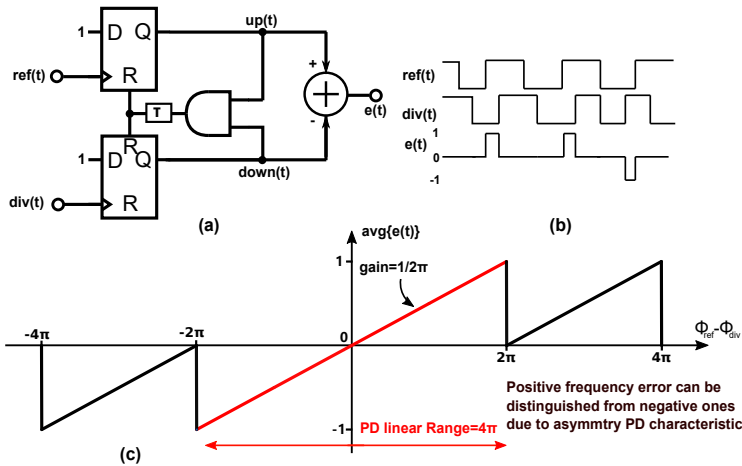 up(t)
1 D Q
ref(t) R
+
T
e(t)
-
R
1 D Q
down(t)
div(t) R
(a)
ref(t)
div(t)
1
e(t)
0
-1
(b)
avg{e(t)}
1
gain=1/2π
-4π -2π 0 2π 4π
Φref-Φdiv
-1
PD linear Range=4π
(c)
Positive frequency error can be
distinguished from negative ones
due to asymmtry PD characteristic